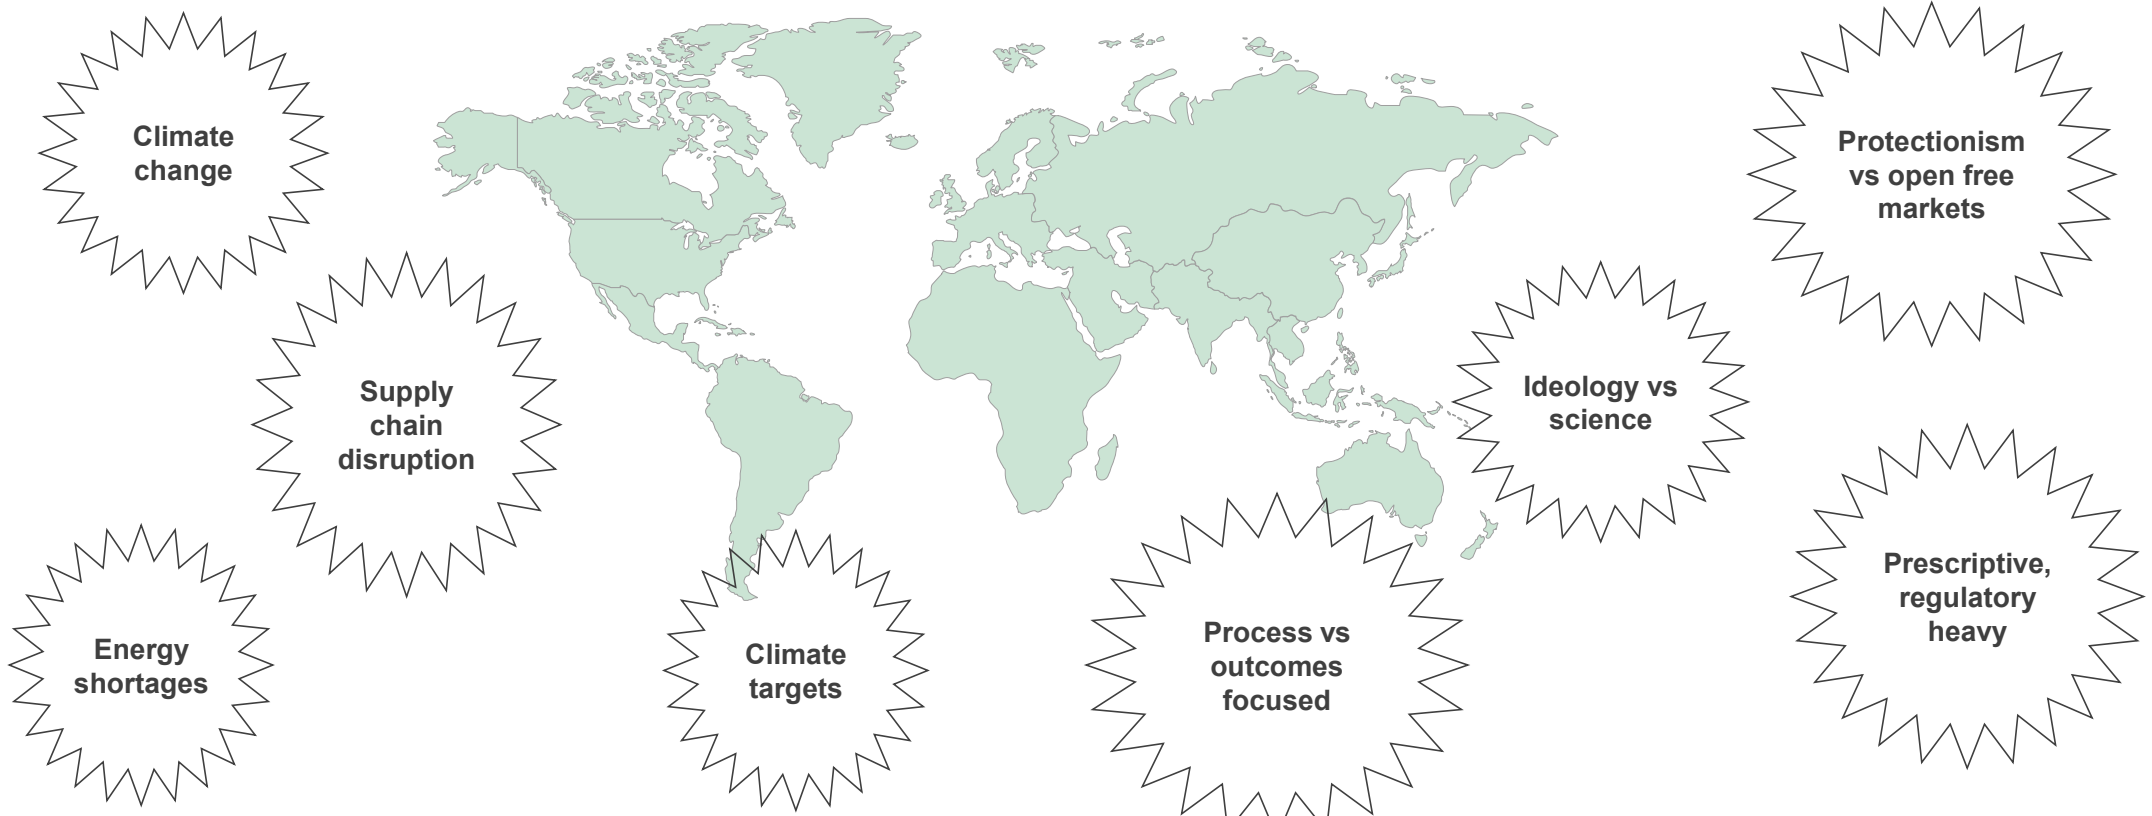 Climate
change
Protectionism
vs open free
markets
Supply
chain
disruption
Ideology vs
science
Energy
shortages
Climate
targets
Process vs
outcomes
focused
Prescriptive,
regulatory
heavy